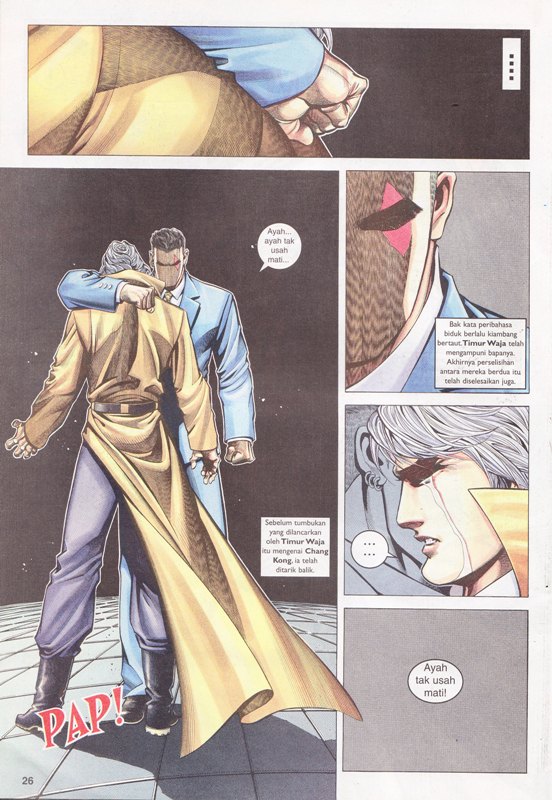 ....
Ayah...
ayah tak
usah
mati...
Bak kata peribahasa
biduk berlalu kiambang
bertaut, Timur Waja telah
mengampuni bapanya.
Akhirnya perselisihan
antara mereka berdua itu
telah diselesaikan juga.
Sebelum tumbukan
yang dilancarkan
oleh Timur Waja
itu mengenai Chang
Kong, ia telah
ditarik balik.
...
...
Ayah
tak usah
mati!
PAP!
26